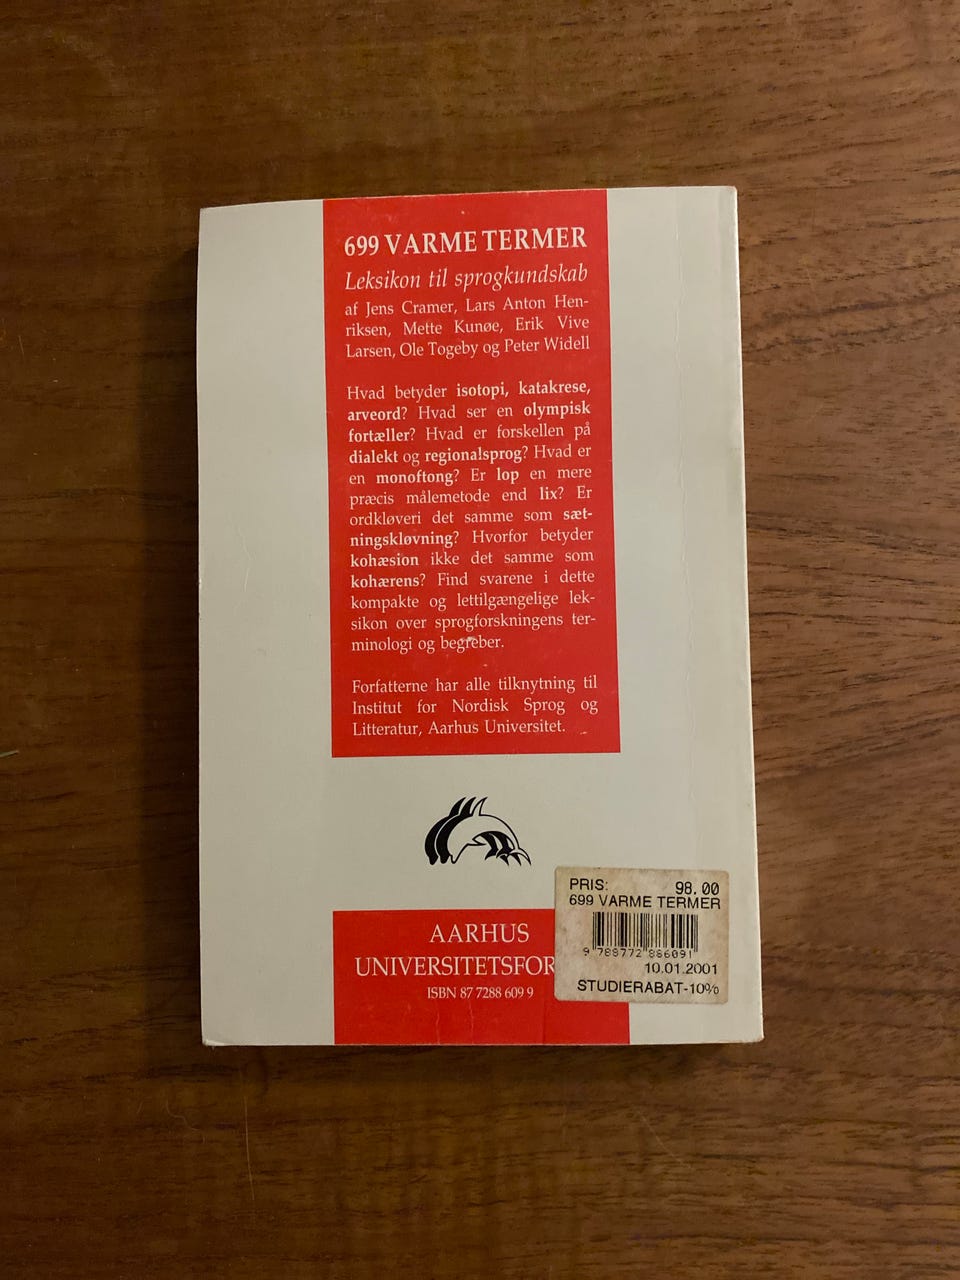 699 VARME TERMER
Leksikon til sprogkundskab
af Jens Cramer, Lars Anton Hen-
riksen, Mette Kunøe, Erik Vive
Larsen, Ole Togeby og Peter Widell
Hvad betyder isotopi, katakrese,
arveord? Hvad ser en olympisk
fortæller? Hvad er forskellen på
dialekt og regionalsprog? Hvad er
en monoftong? Er lop en mere
præcis målemetode end lix? Er
ordkløveri det samme som sæt-
ningskløvning? Hvorfor betyder
kohæsion ikke det samme som
kohærens? Find svarene i dette
kompakte og lettilgængelige lek-
sikon over sprogforskningens ter-
minologi og begreber.
Forfatterne har alle tilknytning til
Institut for Nordisk Sprog og
Litteratur, Aarhus Universitet.
AARHUS
UNIVERSITETSFOR
ISBN 87 7288 609 9
PRIS: 98.00
699 VARME TERMER
9 788772 886091
10.01.2001
STUDIERABAT-10%